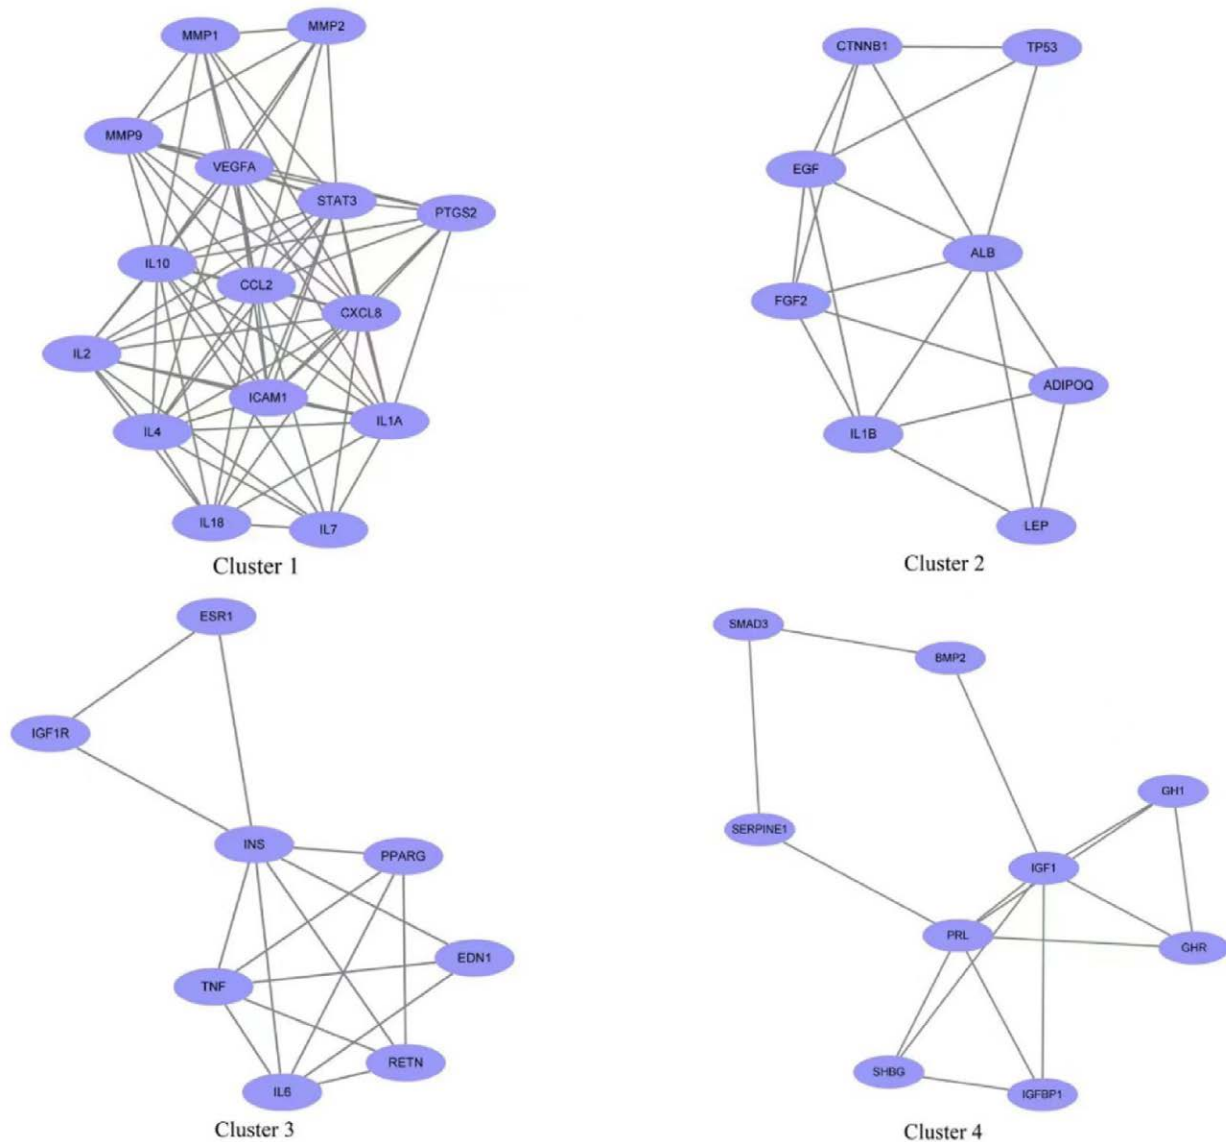 MMP1
MMP2
MMP9
VEGFA
STAT3
PTGS2
IL10
CCL2
CXCL8
IL2
ICAM1
IL4
IL1A
IL18
IL7
Cluster 1
CTNNB1
TP53
EGF
ALB
FGF2
ADIPOQ
IL1B
LEP
Cluster 2
ESR1
IGF1R
INS
PPARG
EDN1
TNF
RETN
IL6
Cluster 3
SMAD3
BMP2
GH1
SERPINE1
IGF1
PRL
GHR
SHBG
IGFBP1
Cluster 4